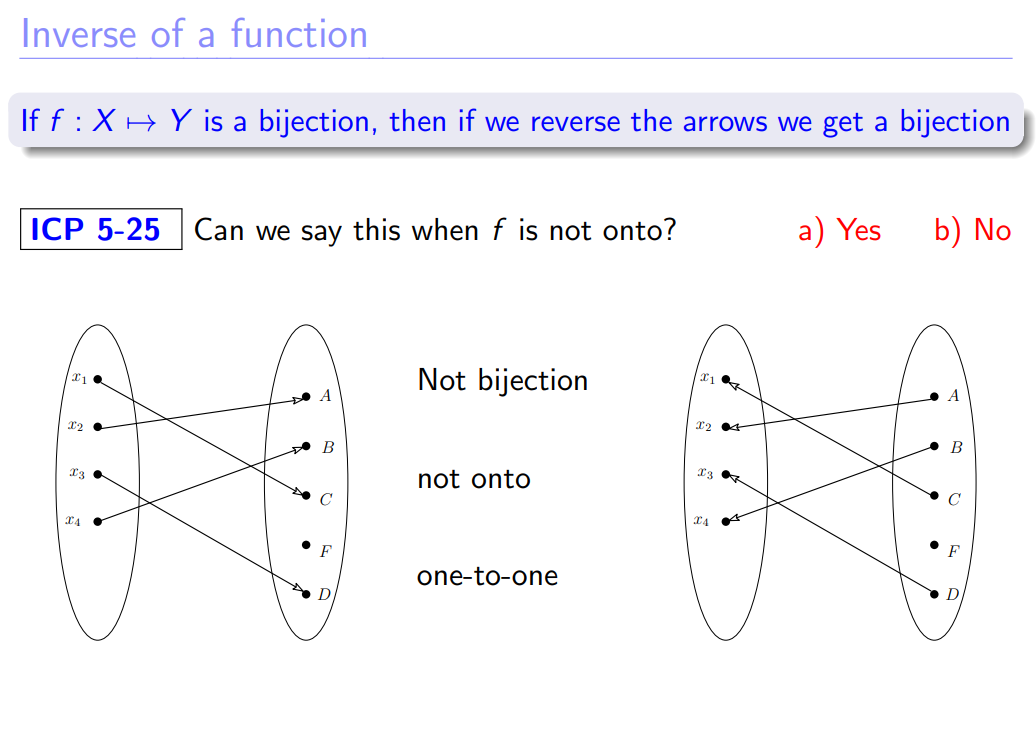 Inverse of a function
If f : X ↦ Y is a bijection, then if we reverse the arrows we get a bijection
ICP 5-25 Can we say this when f is not onto? a) Yes b) No
x₁
x₂
x₃
x₄
A
B
C
F
D
Not bijection
not onto
one-to-one
x₁
x₂
x₃
x₄
A
B
C
F
D